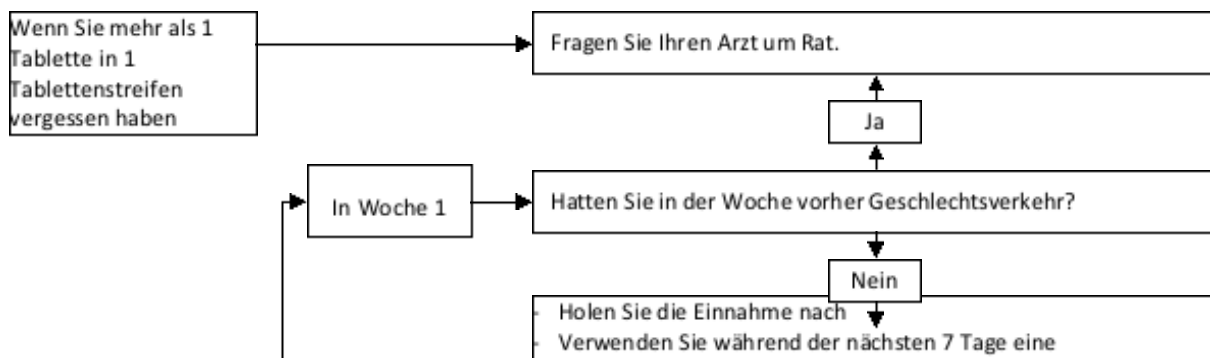 Wenn Sie mehr als 1
Tablette in 1
Tablettenstreifen
vergessen haben
Fragen Sie Ihren Arzt um Rat.
Ja
In Woche 1
Hatten Sie in der Woche vorher Geschlechtsverkehr?
Nein
- Holen Sie die Einnahme nach
- Verwenden Sie während der nächsten 7 Tage eine